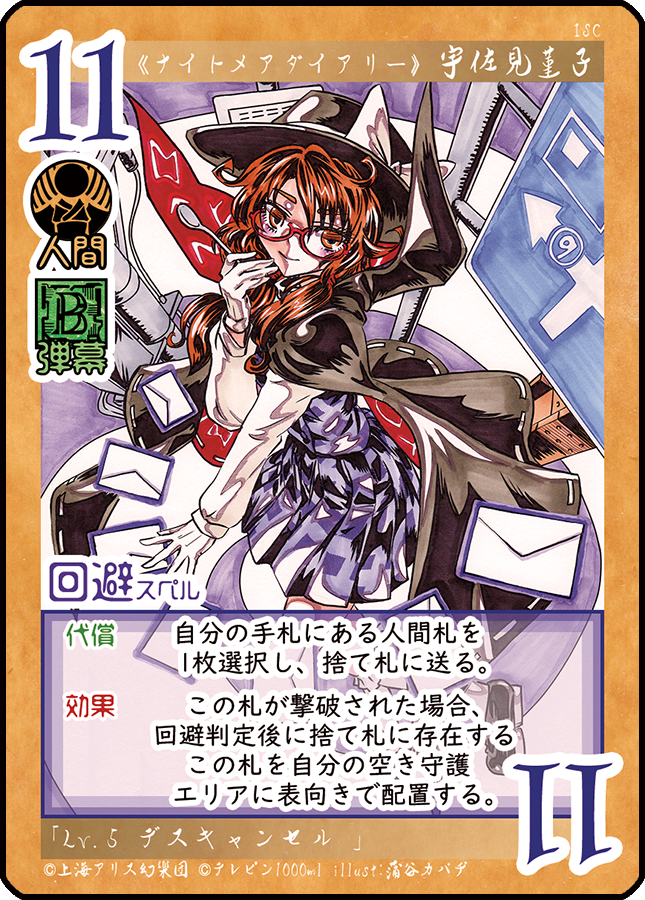 ISC
11
《ナイトメアダイアリー》 宇佐見菫子
人間
B
弾幕
9
回避スペル
代償
自分の手札にある人間札を
1枚選択し、捨て札に送る。
効果
この札が撃破された場合、
回避判定後に捨て札に存在する
この札を自分の空き守護
エリアに表向きで配置する。
11
「Lv.5 デスキャンセル 」
©上海アリス幻樂団 ©テレピン1000ml illust:蒲谷カバヂ